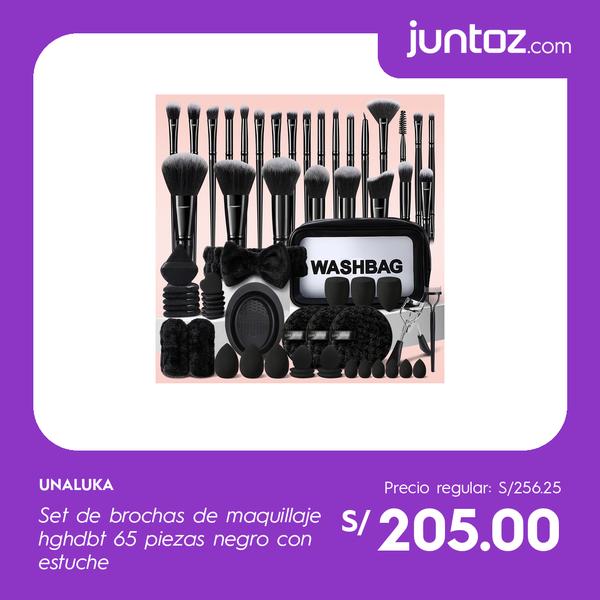 juntoz.com
WASHBAG
UNALUKA
Set de brochas de maquillaje
hghdbt 65 piezas negro con
estuche
Precio regular: S/256.25
S/ 205.00